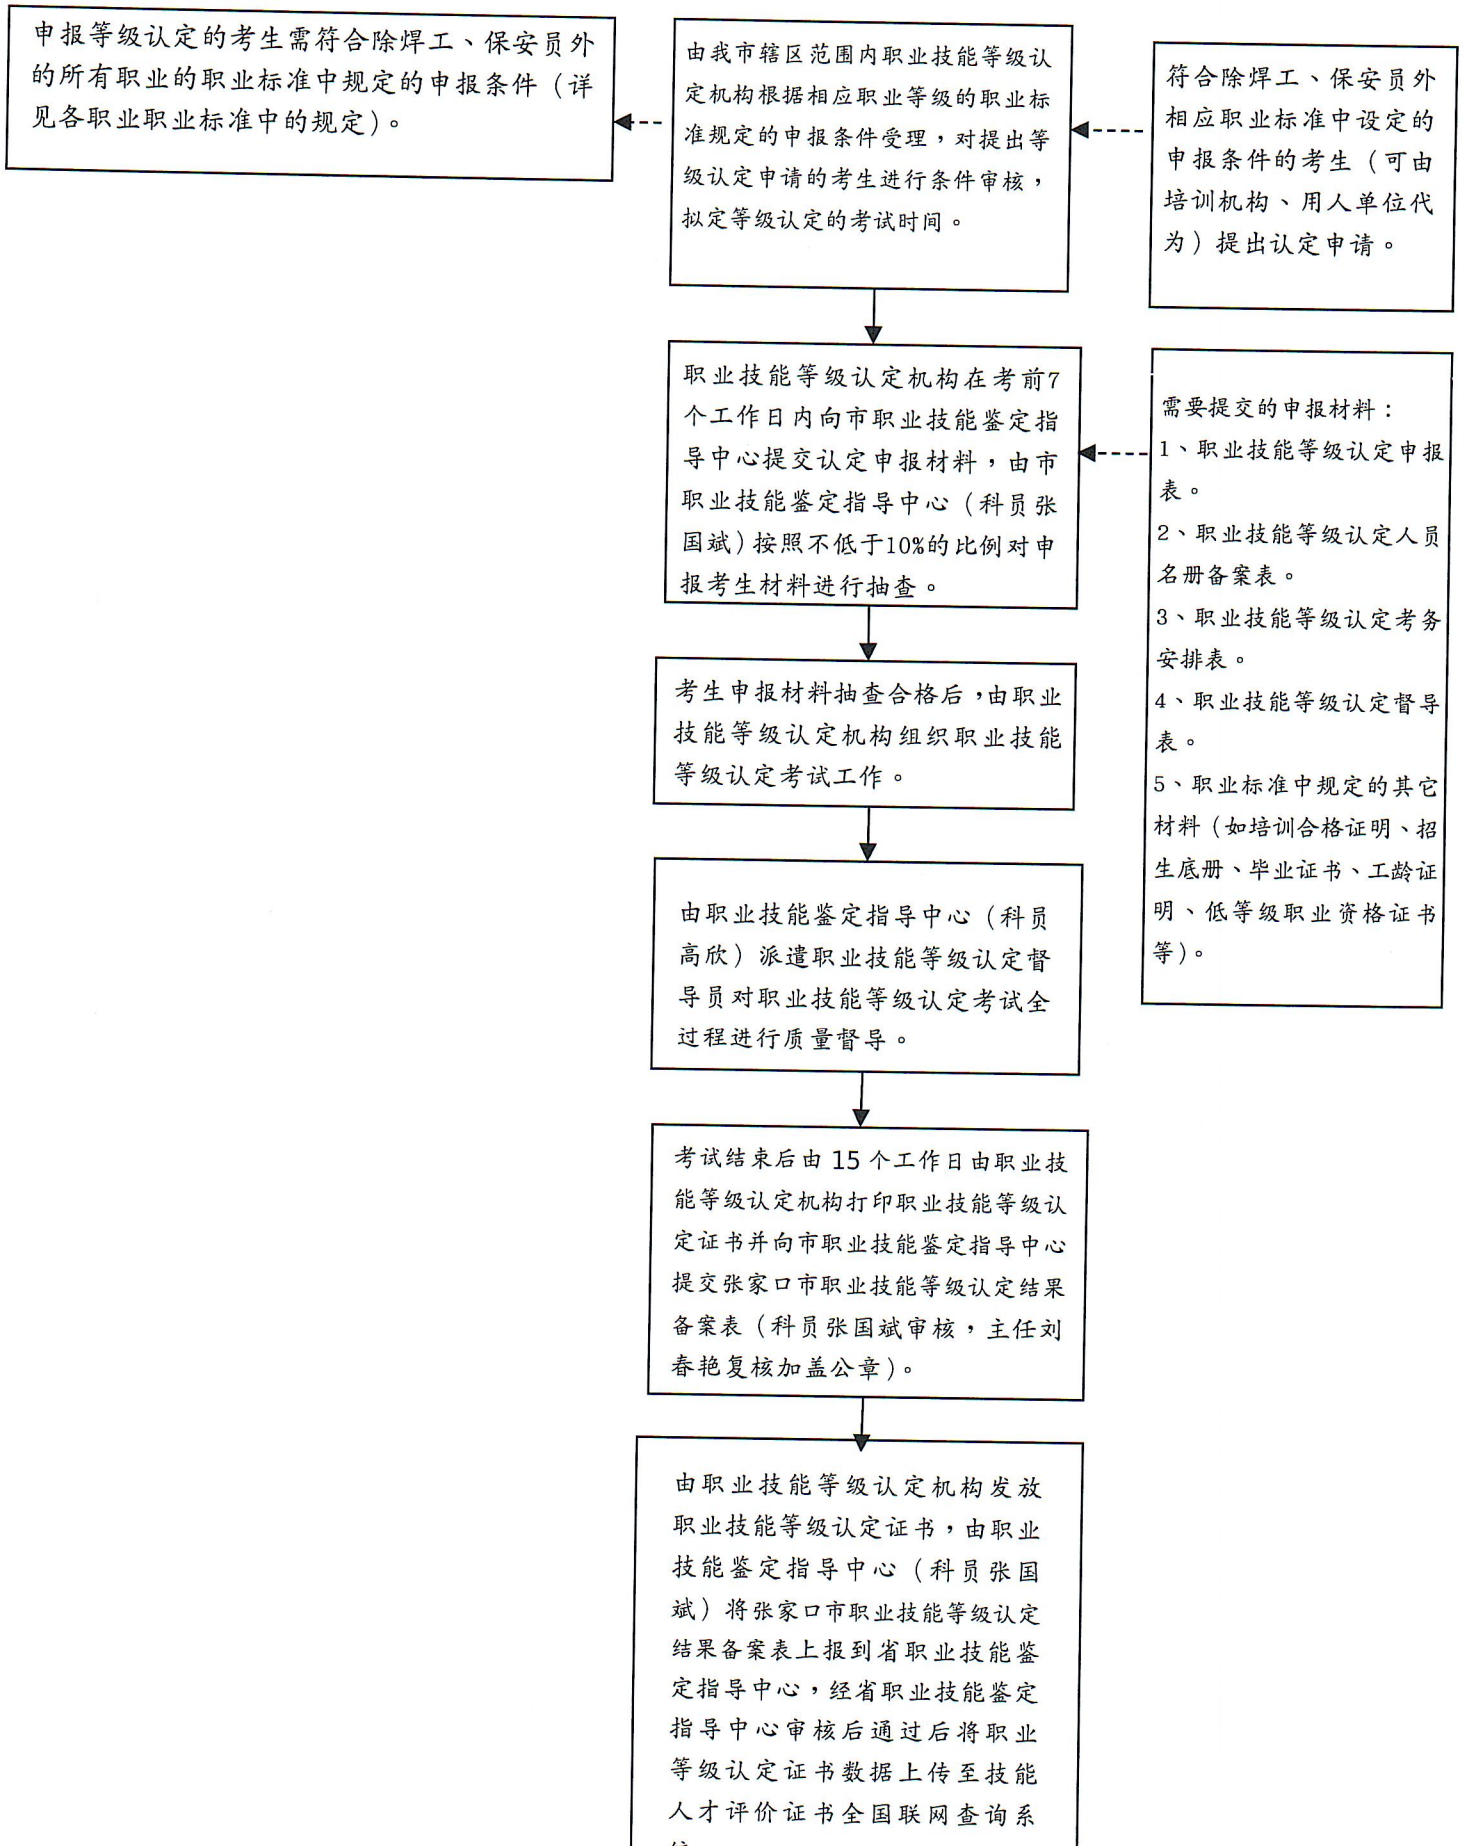 申报等级认定的考生需符合除焊工、保安员外
的所有职业的职业标准中规定的申报条件（详
见各职业职业标准中的规定）。
由我市辖区范围内职业技能等级认
定机构根据相应职业等级的职业标
准规定的申报条件受理，对提出等
级认定申请的考生进行条件审核，
拟定等级认定的考试时间。
符合除焊工、保安员外
相应职业标准中设定的
申报条件的考生（可由
培训机构、用人单位代
为）提出认定申请。
职业技能等级认定机构在考前7
个工作日内向市职业技能鉴定指
导中心提交认定申报材料，由市
职业技能鉴定指导中心（科员张
国斌）按照不低于10%的比例对申
报考生材料进行抽查。
需要提交的申报材料：
1、职业技能等级认定申报
表。
2、职业技能等级认定人员
名册备案表。
3、职业技能等级认定考务
安排表。
4、职业技能等级认定督导
表。
5、职业标准中规定的其它
材料（如培训合格证明、招
生底册、毕业证书、工龄证
明、低等级职业资格证书
等）。
考生申报材料抽查合格后，由职业
技能等级认定机构组织职业技能
等级认定考试工作。
由职业技能鉴定指导中心（科员
高欣）派遣职业技能等级认定督
导员对职业技能等级认定考试全
过程进行质量督导。
考试结束后由 15 个工作日由职业技
能等级认定机构打印职业技能等级认
定证书并向市职业技能鉴定指导中心
提交张家口市职业技能等级认定结果
备案表（科员张国斌审核，主任刘
春艳复核加盖公章）。
由职业技能等级认定机构发放
职业技能等级认定证书，由职业
技能鉴定指导中心（科员张国
斌）将张家口市职业技能等级认定
结果备案表上报到省职业技能鉴
定指导中心，经省职业技能鉴定
指导中心审核后通过后将职业
等级认定证书数据上传至技能
人才评价证书全国联网查询系